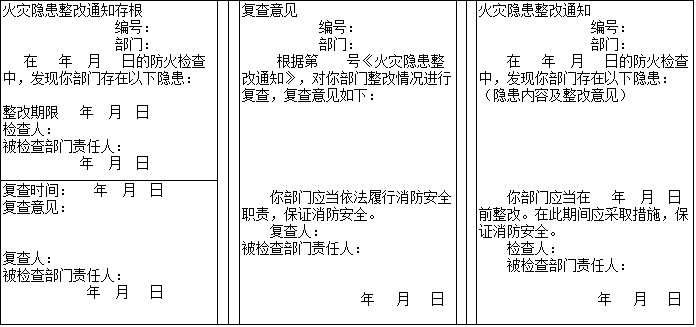 火灾隐患整改通知存根
编号：
部门：
在 年 月 日的防火检查
中，发现你部门存在以下隐患：
整改期限 年 月 日
检查人：
被检查部门责任人：
年 月 日
复查时间： 年 月 日
复查意见：
复查人：
被检查部门责任人：
年 月 日
复查意见
编号：
部门：
根据第 号《火灾隐患整
改通知》，对你部门整改情况进行
复查，复查意见如下：
你部门应当依法履行消防安全
职责，保证消防安全。
复查人：
被检查部门责任人：
年 月 日
火灾隐患整改通知
编号：
部门：
在 年 月 日的防火检查
中，发现你部门存在以下隐患：
（隐患内容及整改意见）
你部门应当在 年 月 日
前整改。在此期间应采取措施，保
证消防安全。
检查人：
被检查部门责任人：
年 月 日